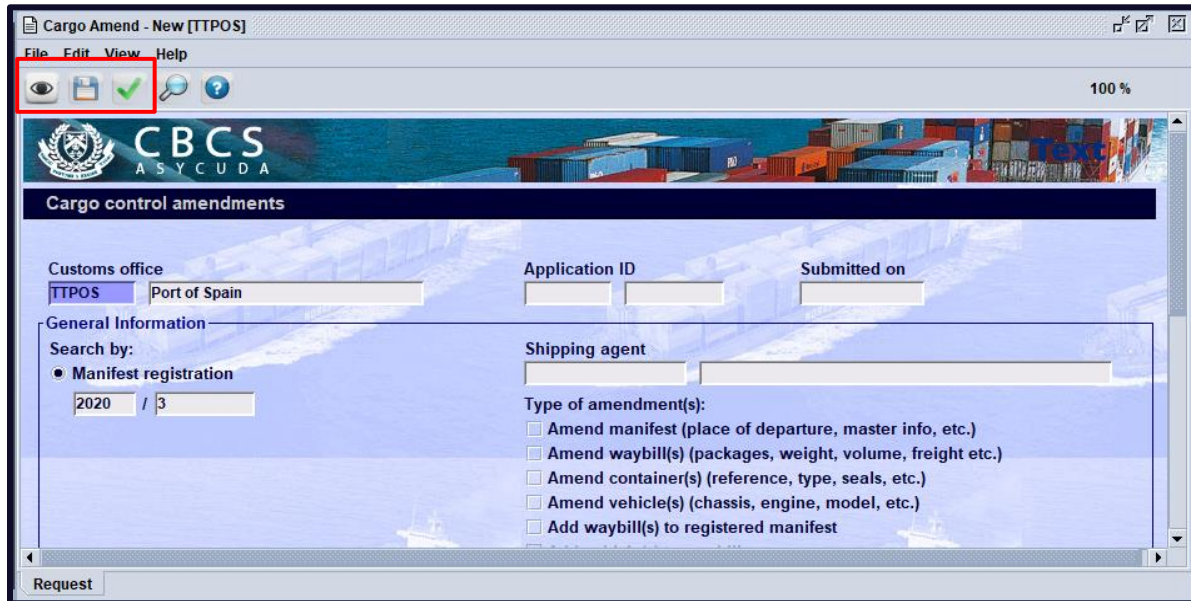 Cargo Amend - New [TTPOS]
File Edit View Help
100 %
CBCS
ASYCUDA
Text
Cargo control amendments
Customs office
Application ID
Submitted on
TTPOS
Port of Spain
General Information
Search by:
Shipping agent
Manifest registration
2020 / 3
Type of amendment(s):
Amend manifest (place of departure, master info, etc.)
Amend waybill(s) (packages, weight, volume, freight etc.)
Amend container(s) (reference, type, seals, etc.)
Amend vehicle(s) (chassis, engine, model, etc.)
Add waybill(s) to registered manifest
Request